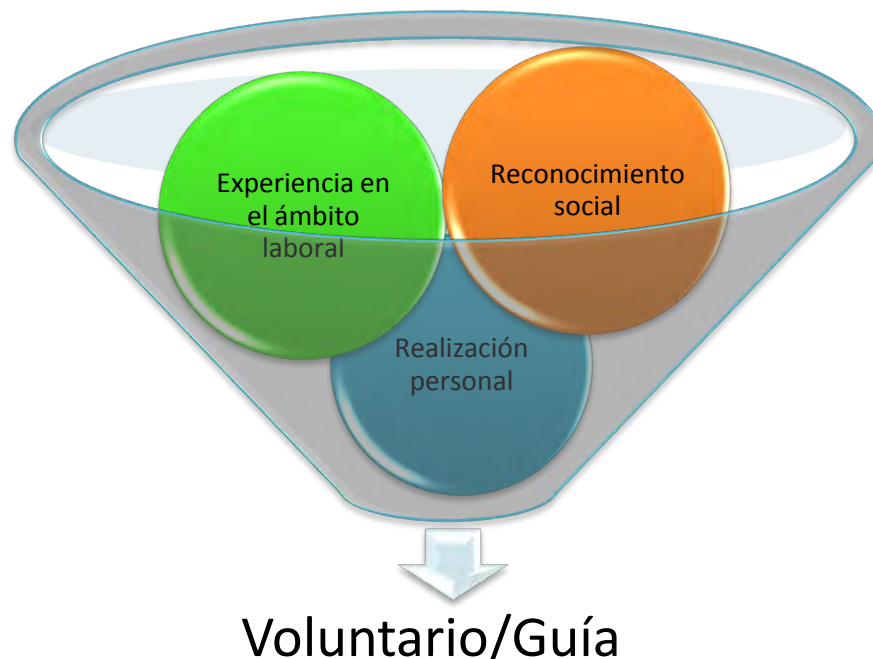 Experiencia en
el ámbito
laboral
Reconocimiento
social
Realización
personal
Voluntario/Guía